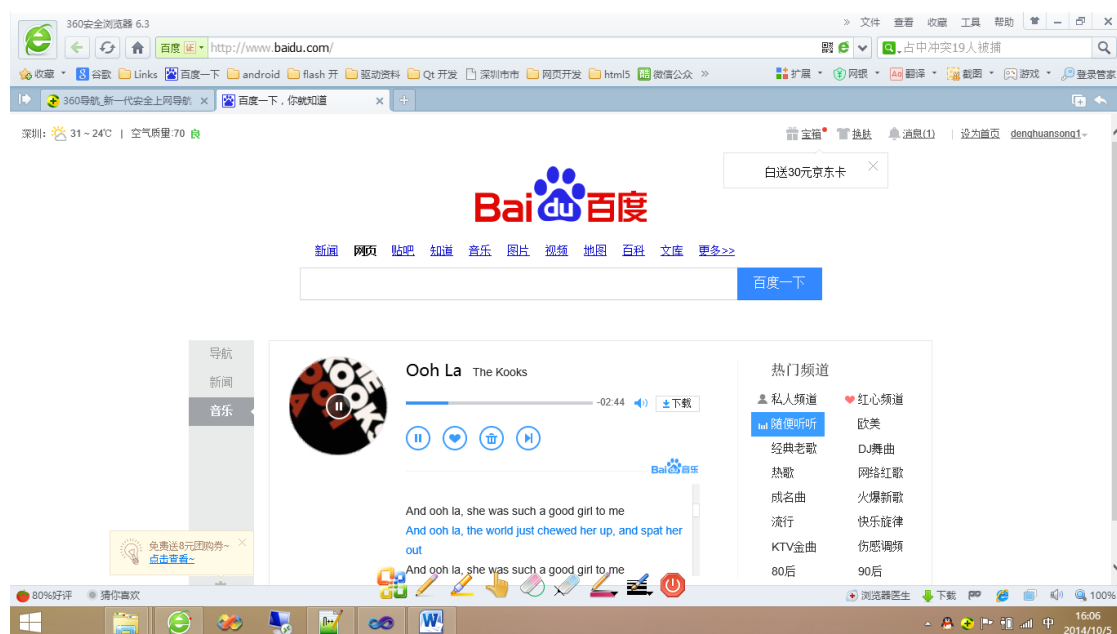 360安全浏览器 6.3
» 文件 查看 收藏 工具 帮助
百度 证 http://www.baidu.com/
占中冲突19人被捕
收藏 谷歌 Links 百度一下 android flash 开 驱动资料 Qt 开发 深圳市市 网页开发 html5 微信公众 » 扩展 网银 翻译 截图 游戏 登录管家
360导航_新一代安全上网导航 × 百度一下，你就知道 × +
深圳： 31 ~ 24℃ | 空气质量:70 良
宝箱 换肤 消息(1) | 设为首页 denghuansong1
白送30元京东卡
Bai du 百度
新闻 网页 贴吧 知道 音乐 图片 视频 地图 百科 文库 更多>>
百度一下
导航
新闻
音乐
THE KOOKS
OOH LA
Ooh La The Kooks
-02:44 下载
Bai du 音乐
And ooh la, she was such a good girl to me
And ooh la, the world just chewed her up, and spat her
out
And ooh la, she was such a good girl to me
热门频道
私人频道 红心频道
随便听听 欧美
经典老歌 DJ舞曲
热歌 网络红歌
成名曲 火爆新歌
流行 快乐旋律
KTV金曲 伤感调频
80后 90后
免费送8元团购券~
点击查看~
80%好评 猜你喜欢
浏览器医生 下载 100%
16:06
中
2014/10/5